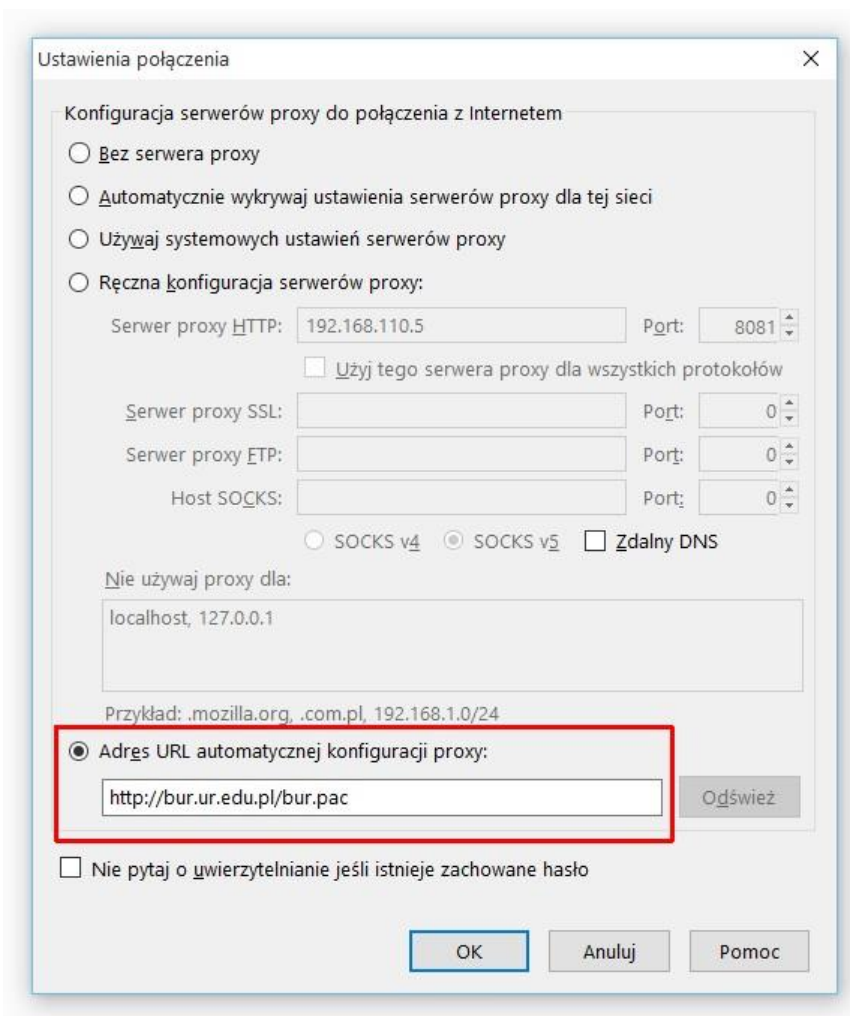 Ustawienia połączenia
Konfiguracja serwerów proxy do połączenia z Internetem
Bez serwera proxy
Automatycznie wykrywaj ustawienia serwerów proxy dla tej sieci
Używaj systemowych ustawień serwerów proxy
Ręczna konfiguracja serwerów proxy:
Serwer proxy HTTP: 192.168.110.5 Port: 8081
Użyj tego serwera proxy dla wszystkich protokołów
Serwer proxy SSL: Port: 0
Serwer proxy FTP: Port: 0
Host SOCKS: Port: 0
SOCKS v4 SOCKS v5 Zdalny DNS
Nie używaj proxy dla:
localhost, 127.0.0.1
Przykład: .mozilla.org, .com.pl, 192.168.1.0/24
Adres URL automatycznej konfiguracji proxy:
http://bur.ur.edu.pl/bur.pac Odśwież
Nie pytaj o uwierzytelnianie jeśli istnieje zachowane hasło
OK Anuluj Pomoc